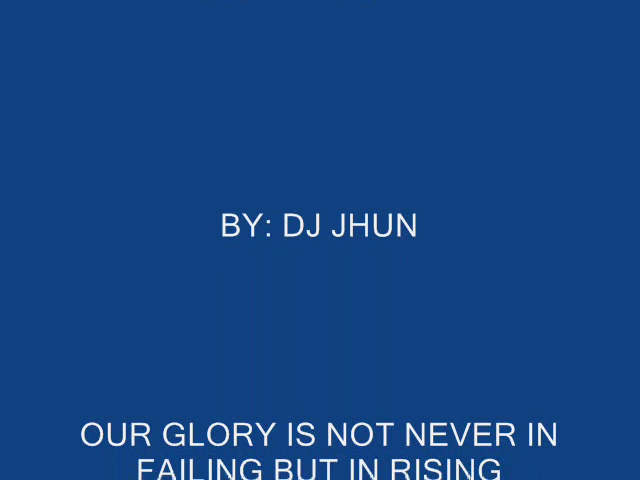 BY: DJ JHUN
OUR GLORY IS NOT NEVER IN
FAILING BUT IN RISING